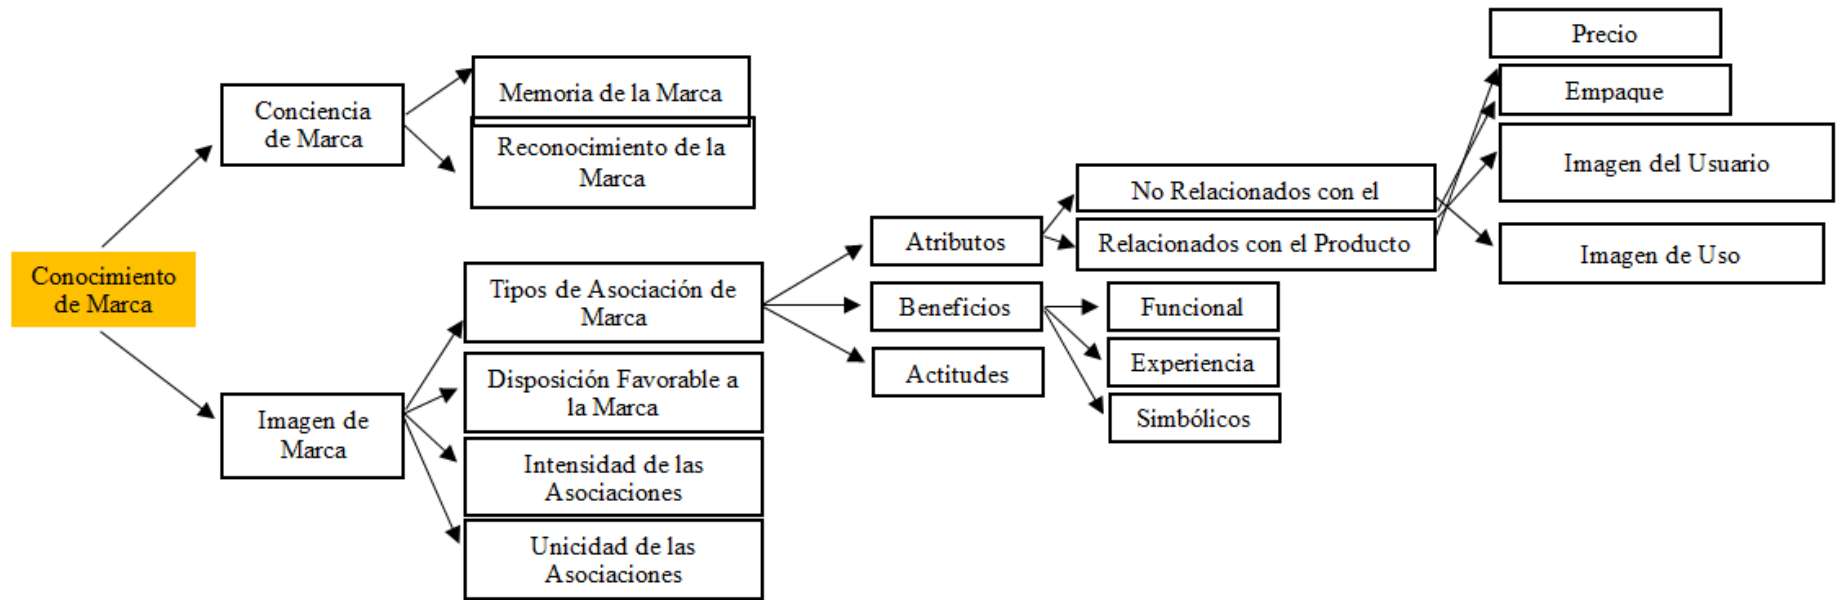 Conocimiento
de Marca
Conciencia
de Marca
Memoria de la Marca
Reconocimiento de la
Marca
Imagen de
Marca
Tipos de Asociación de
Marca
Disposición Favorable a
la Marca
Intensidad de las
Asociaciones
Unicidad de las
Asociaciones
Atributos
Beneficios
Actitudes
No Relacionados con el
Relacionados con el Producto
Funcional
Experiencia
Simbólicos
Precio
Empaque
Imagen del Usuario
Imagen de Uso